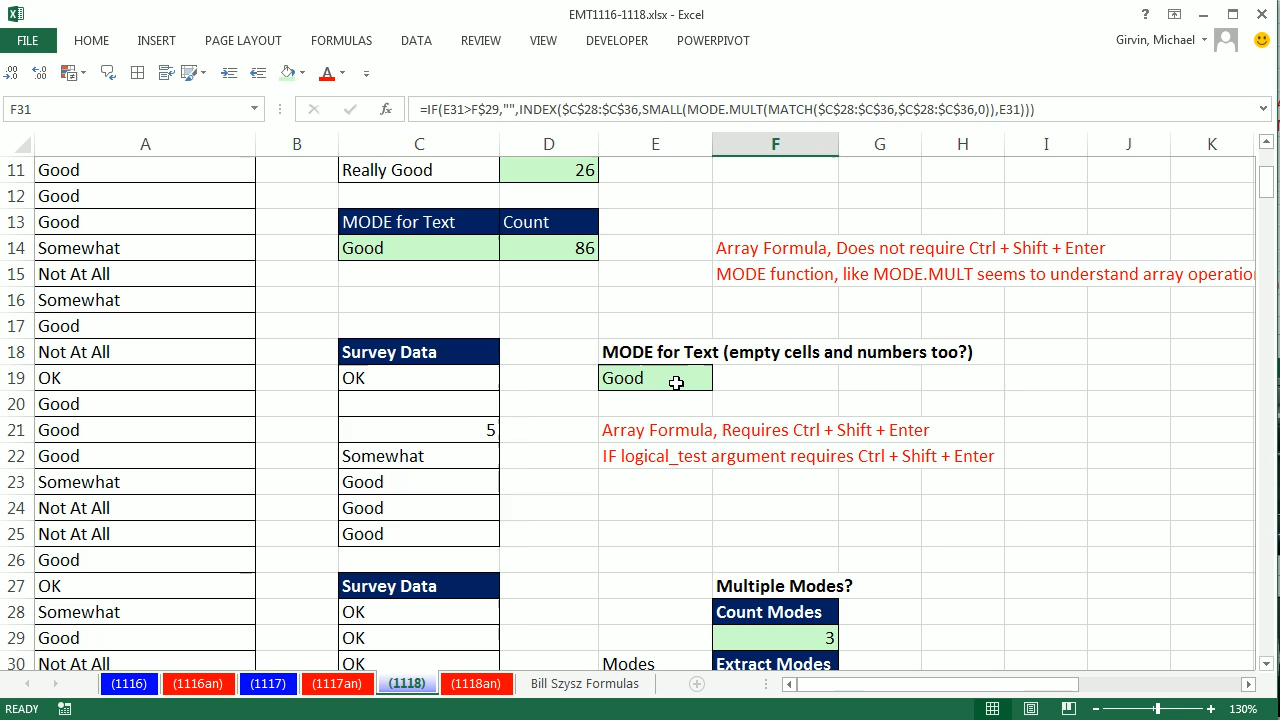 EMT1116-1118.xlsx - Excel
FILE HOME INSERT PAGE LAYOUT FORMULAS DATA REVIEW VIEW DEVELOPER POWERPIVOT Girvin, Michael
F31 fx =IF(E31>F$29,"",INDEX($C$28:$C$36,SMALL(MODE.MULT(MATCH($C$28:$C$36,$C$28:$C$36,0)),E31)))
A B C D E F G H I J K
11 Good Really Good 26
12 Good
13 Good MODE for Text Count
14 Somewhat Good 86 Array Formula, Does not require Ctrl + Shift + Enter
15 Not At All MODE function, like MODE.MULT seems to understand array operatio
16 Somewhat
17 Good
18 Not At All Survey Data MODE for Text (empty cells and numbers too?)
19 OK OK Good
20 Good
21 Good 5 Array Formula, Requires Ctrl + Shift + Enter
22 Good Somewhat IF logical_test argument requires Ctrl + Shift + Enter
23 Somewhat Good
24 Not At All Good
25 Not At All Good
26 Good
27 OK Survey Data Multiple Modes?
28 Somewhat OK Count Modes
29 Good OK 3
30 Not At All OK Modes Extract Modes
(1116) (1116an) (1117) (1117an) (1118) (1118an) Bill Szysz Formulas
READY 130%